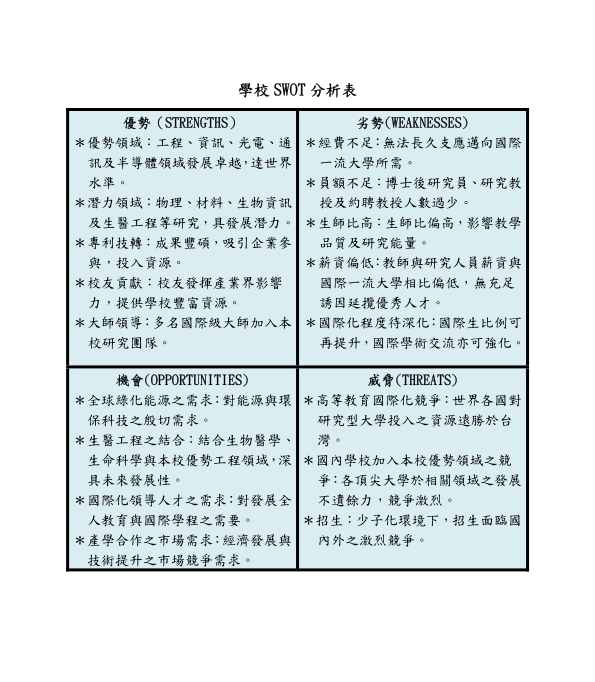 學校 SWOT 分析表
優勢 (STRENGTHS)
＊優勢領域：工程、資訊、光電、通
訊及半導體領域發展卓越，達世界
水準。
＊潛力領域：物理、材料、生物資訊
及生醫工程等研究，具發展潛力。
＊專利技轉：成果豐碩，吸引企業參
與，投入資源。
＊校友貢獻：校友發揮產業界影響
力，提供學校豐富資源。
＊大師領導：多名國際級大師加入本
校研究團隊。
劣勢(WEAKNESSES)
＊經費不足：無法長久支應邁向國際
一流大學所需。
＊員額不足：博士後研究員、研究教
授及約聘教授人數過少。
＊生師比高：生師比偏高，影響教學
品質及研究能量。
＊薪資偏低：教師與研究人員薪資與
國際一流大學相比偏低，無充足
誘因延攬優秀人才。
＊國際化程度待深化：國際生比例可
再提升，國際學術交流亦可強化。
機會(OPPORTUNITIES)
＊全球綠化能源之需求：對能源與環
保科技之殷切需求。
＊生醫工程之結合：結合生物醫學、
生命科學與本校優勢工程領域，深
具未來發展性。
＊國際化領導人才之需求：對發展全
人教育與國際學程之需要。
＊產學合作之市場需求：經濟發展與
技術提升之市場競爭需求。
威脅(THREATS)
＊高等教育國際化競爭：世界各國對
研究型大學投入之資源遠勝於台
灣。
＊國內學校加入本校優勢領域之競
爭：各頂尖大學於相關領域之發展
不遺餘力，競爭激烈。
＊招生：少子化環境下，招生面臨國
內外之激烈競爭。